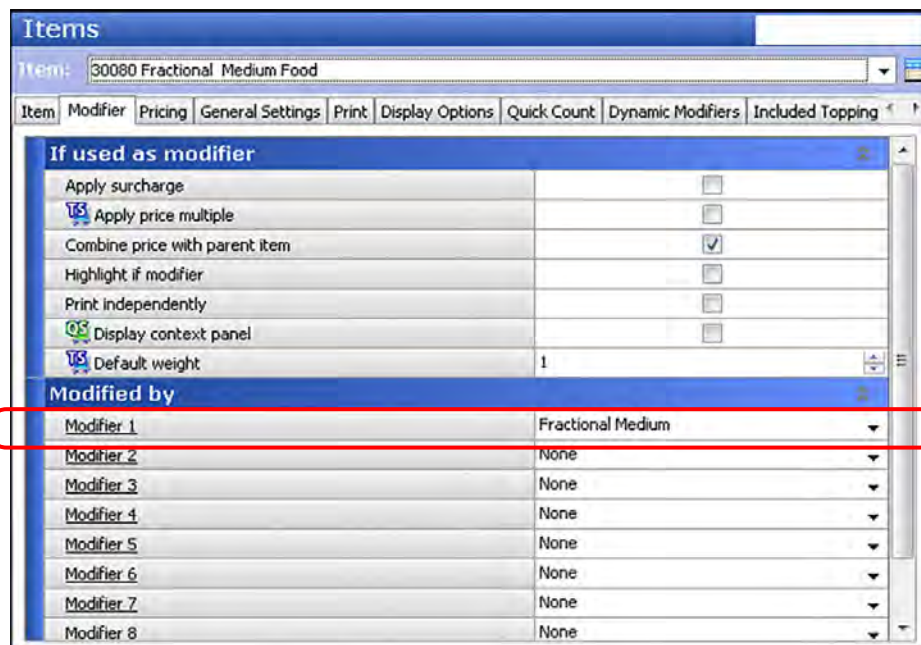 Items
Item: 30080 Fractional Medium Food
Item Modifier Pricing General Settings Print Display Options Quick Count Dynamic Modifiers Included Topping
If used as modifier
Apply surcharge
TS Apply price multiple
Combine price with parent item
Highlight if modifier
Print independently
QS Display context panel
TS Default weight 1
Modified by
Modifier 1 Fractional Medium
Modifier 2 None
Modifier 3 None
Modifier 4 None
Modifier 5 None
Modifier 6 None
Modifier 7 None
Modifier 8 None